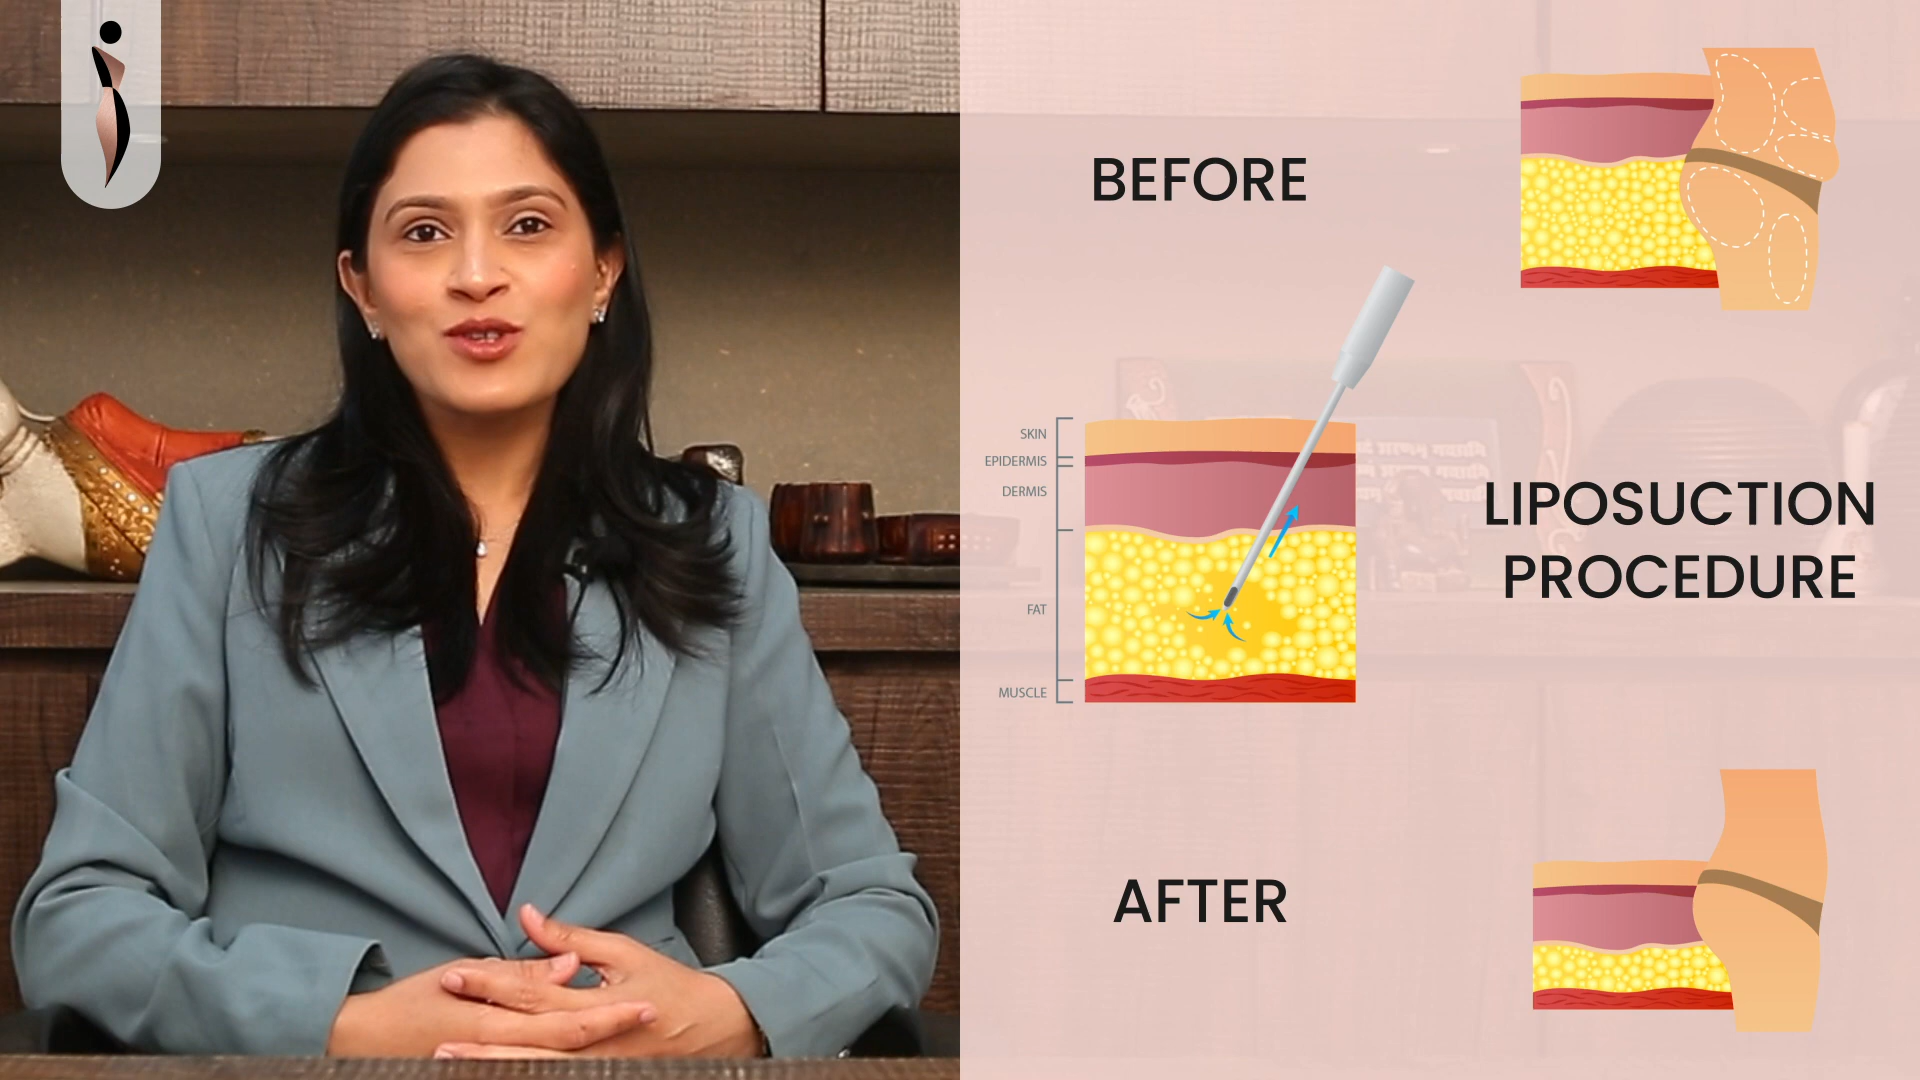 BEFORE
SKIN
EPIDERMIS
DERMIS
FAT
MUSCLE
LIPOSUCTION
PROCEDURE
AFTER